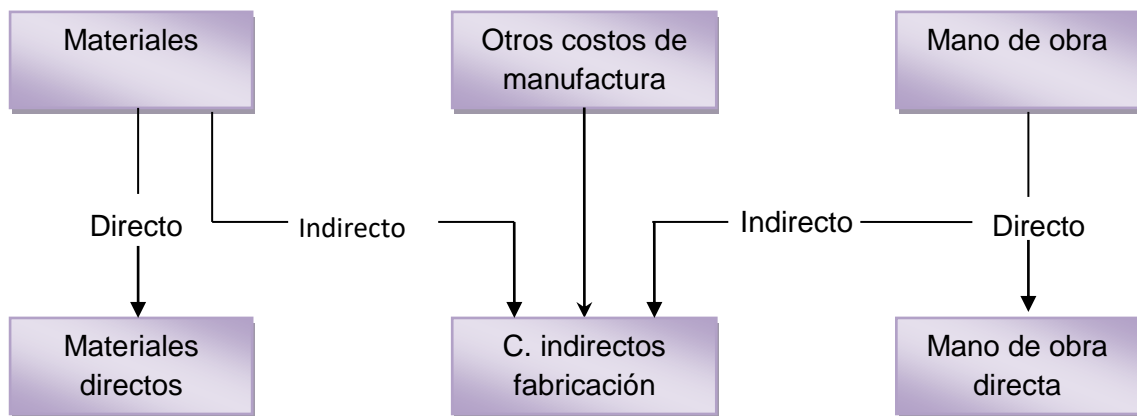 Materiales
Otros costos de
manufactura
Mano de obra
Directo
Indirecto
Indirecto
Directo
Materiales
directos
C. indirectos
fabricación
Mano de obra
directa